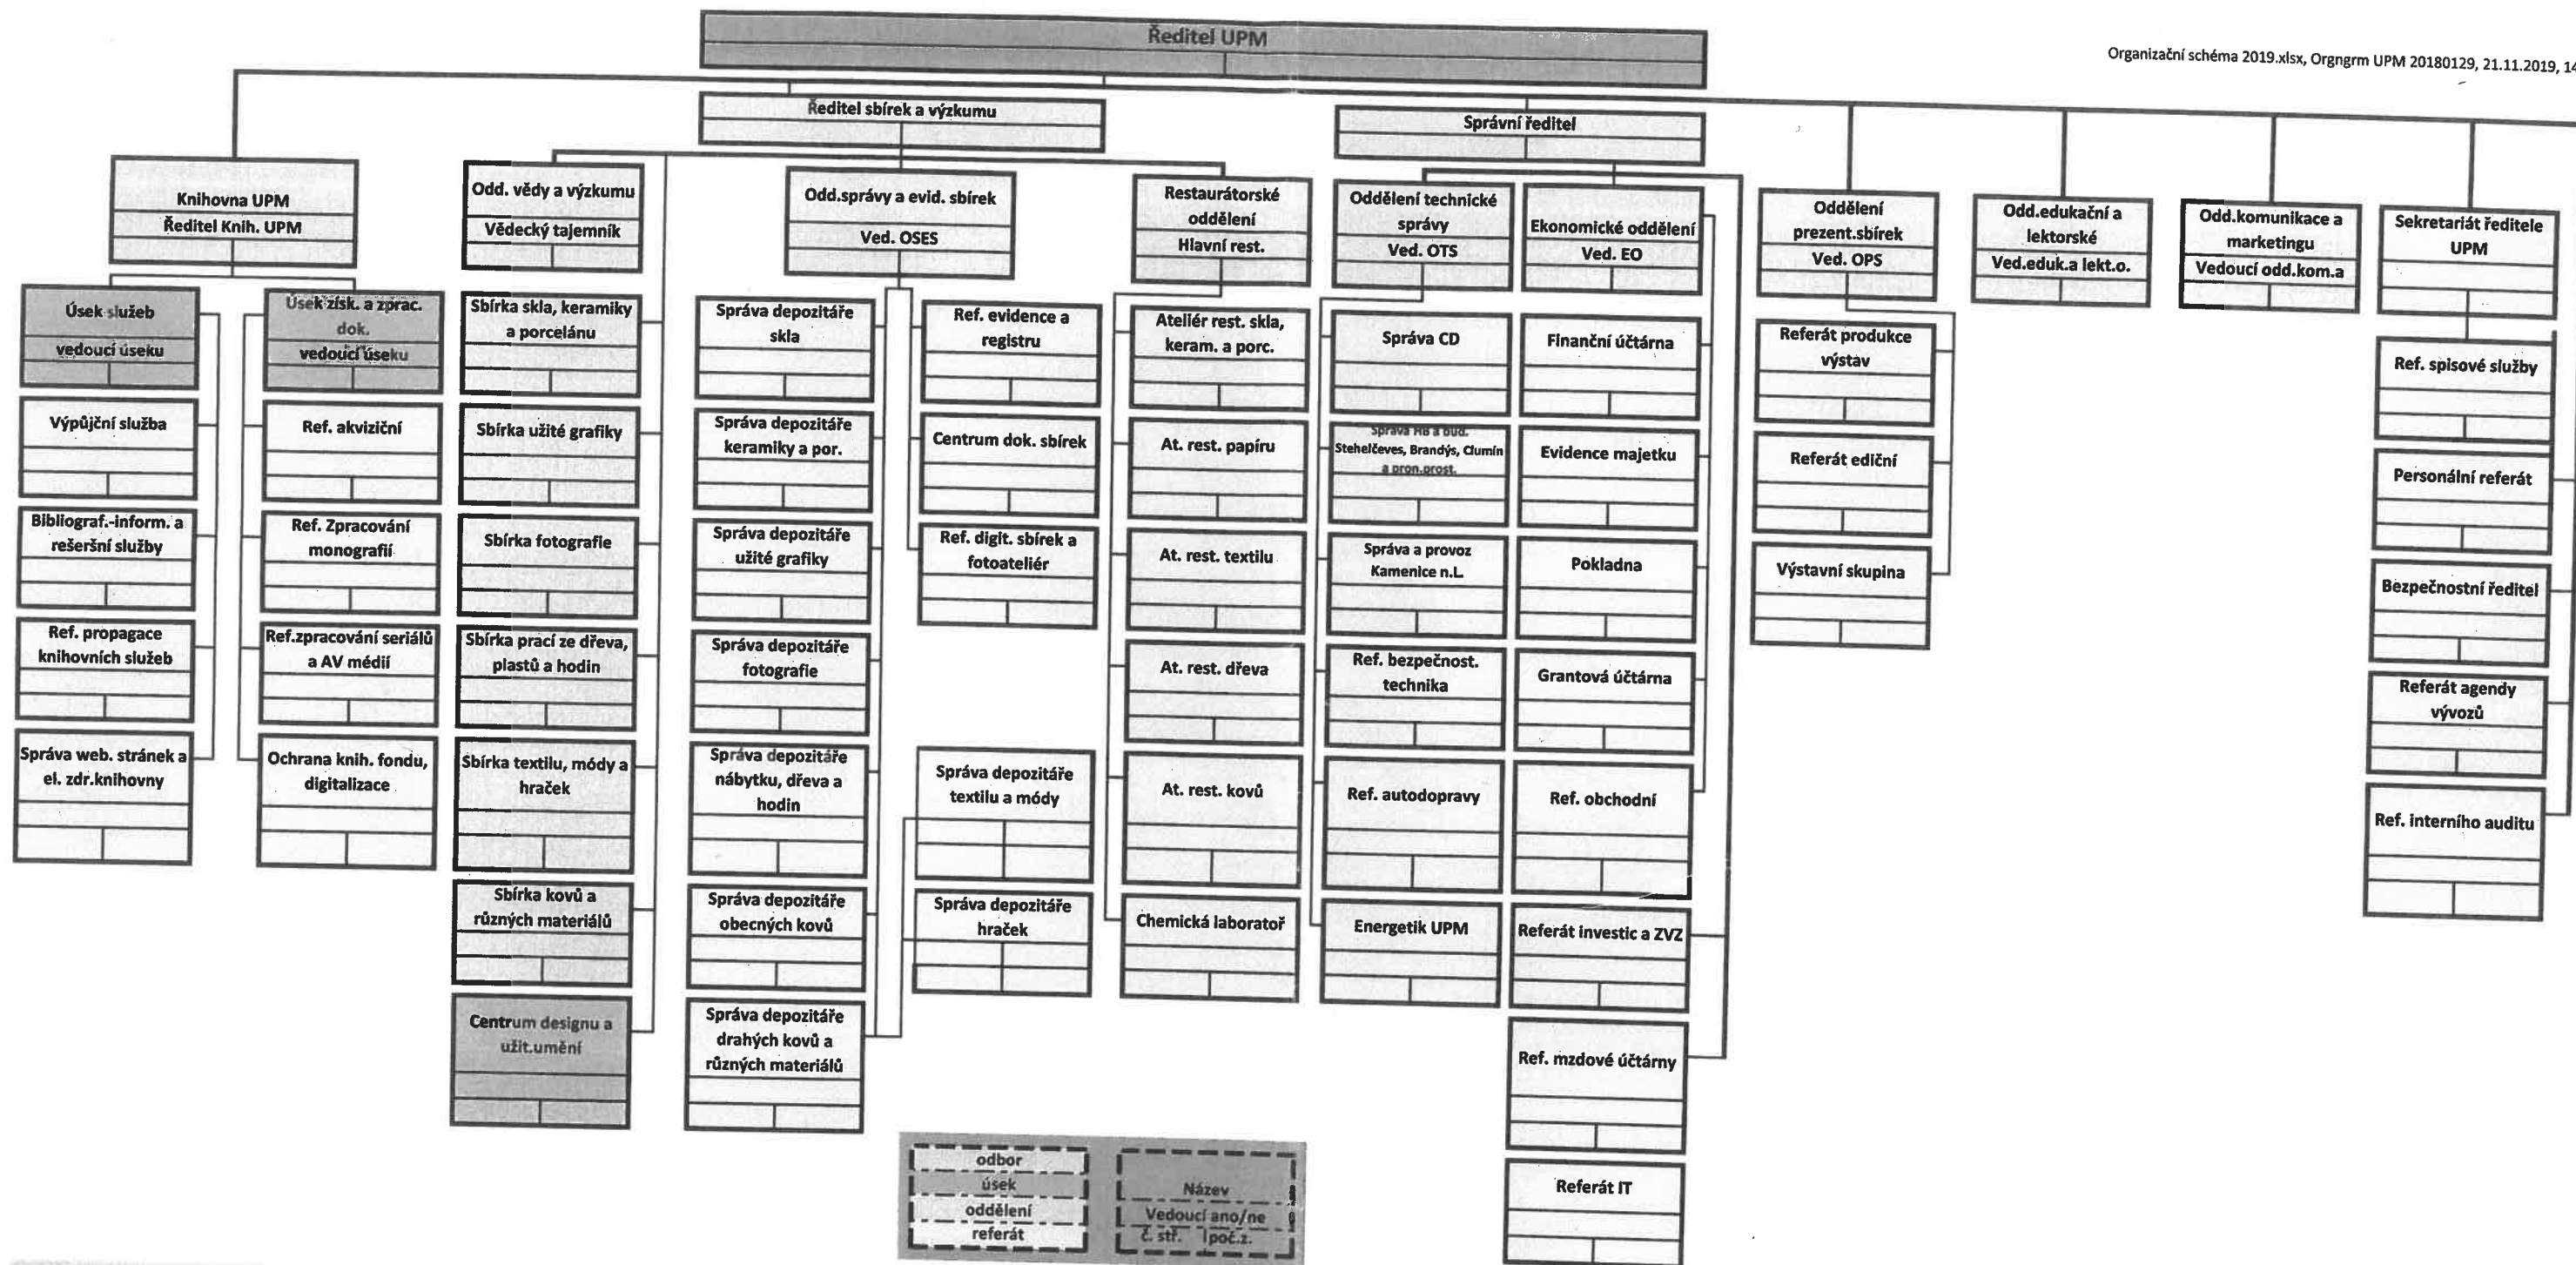 Organizační schéma 2019.xlsx, Orgngrm UPM 20180129, 21.11.2019, 14
Ředitel UPM
Ředitel sbírek a výzkumu
Správní ředitel
Knihovna UPM
Ředitel Knih. UPM
Odd. vědy a výzkumu
Vědecký tajemník
Odd.správy a evid. sbírek
Ved. OSES
Restaurátorské
oddělení
Hlavní rest.
Oddělení technické
správy
Ved. OTS
Ekonomické oddělení
Ved. EO
Oddělení
prezent.sbírek
Ved. OPS
Odd.edukační a
lektorské
Ved.eduk.a lekt.o.
Odd.komunikace a
marketingu
Vedoucí odd.kom.a
Sekretariát ředitele
UPM
Úsek služeb
vedoucí úseku
Výpůjční služba
Bibliograf.-inform. a
rešeršní služby
Ref. propagace
knihovních služeb
Správa web. stránek a
el. zdr.knihovny
Úsek získ. a zprac.
dok.
vedoucí úseku
Ref. akviziční
Ref. Zpracování
monografií
Ref.zpracování seriálů
a AV médií
Ochrana knih. fondu,
digitalizace
Sbírka skla, keramiky
a porcelánu
Sbírka užité grafiky
Sbírka fotografie
Sbírka prací ze dřeva,
plastů a hodin
Sbírka textilu, módy a
hraček
Sbírka kovů a
různých materiálů
Centrum designu a
užit.umění
Správa depozitáře
skla
Správa depozitáře
keramiky a por.
Správa depozitáře
užité grafiky
Správa depozitáře
fotografie
Správa depozitáře
nábytku, dřeva a
hodin
Správa depozitáře
obecných kovů
Správa depozitáře
drahých kovů a
různých materiálů
Ref. evidence a
registru
Centrum dok. sbírek
Ref. digit. sbírek a
fotoateliér
Správa depozitáře
textilu a módy
Správa depozitáře
hraček
Ateliér rest. skla,
keram. a porc.
At. rest. papíru
At. rest. textilu
At. rest. dřeva
At. rest. kovů
Chemická laboratoř
Správa CD
Správa HB a bud.
Stehelčeves, Brandýs, Clumín
a pron.prost.
Správa a provoz
Kamenice n.L
Ref. bezpečnost.
technika
Ref. autodopravy
Energetik UPM
Finanční účtárna
Evidence majetku
Pokladna
Grantová účtárna
Ref. obchodní
Referát investic a ZVZ
Ref. mzdové účtárny
Referát IT
Referát produkce
výstav
Referát ediční
Výstavní skupina
Ref. spisové služby
Personální referát
Bezpečnostní ředitel
Referát agendy
vývozů
Ref. interního auditu
odbor
úsek
oddělení
referát
Název
Vedoucí ano/ne
č. stř. poč.z.